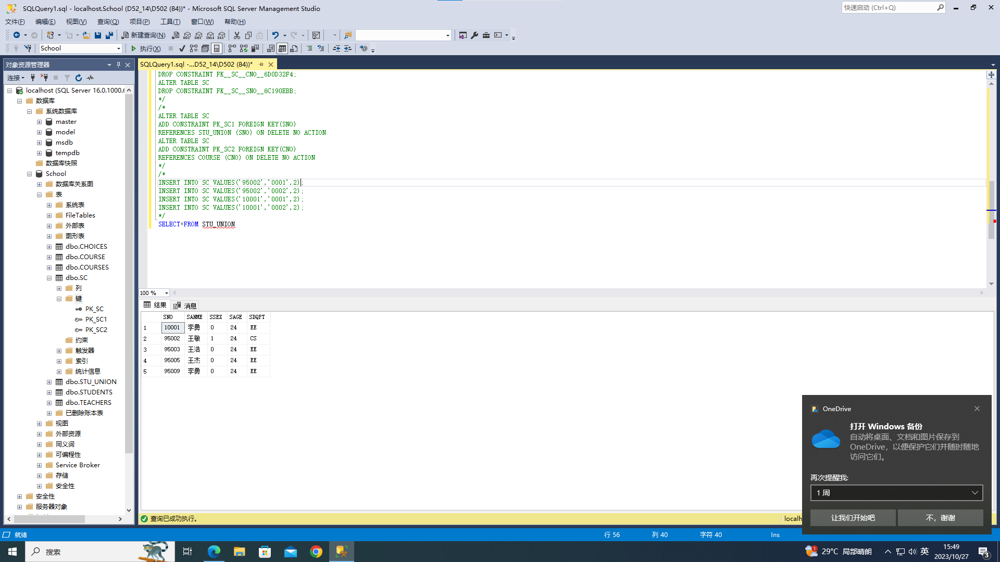 SQLQuery1.sql - localhost.School (D52_14\D502 (84))* - Microsoft SQL Server Management Studio
快速启动 (Ctrl+Q)
文件(F) 编辑(E) 视图(V) 查询(Q) 项目(P) 工具(T) 窗口(W) 帮助(H)
新建查询(N) MDX DMX XMLA DAX
School
执行(X)
对象资源管理器
连接
localhost (SQL Server 16.0.1000.6
数据库
系统数据库
master
model
msdb
tempdb
数据库快照
School
数据库关系图
表
系统表
FileTables
外部表
图形表
dbo.CHOICES
dbo.COURSE
dbo.COURSES
dbo.SC
列
键
PK_SC
PK_SC1
PK_SC2
约束
触发器
索引
统计信息
dbo.STU_UNION
dbo.STUDENTS
dbo.TEACHERS
已删除账本表
视图
外部资源
同义词
可编程性
Service Broker
存储
安全性
安全性
服务器对象
SQLQuery1.sql -...D52_14\D502 (84))*
DROP CONSTRAINT FK__SC__CNO__6D0D32F4;
ALTER TABLE SC
DROP CONSTRAINT FK__SC__SNO__6C190EBB;
*/
/*
ALTER TABLE SC
ADD CONSTRAINT PK_SC1 FOREIGN KEY(SNO)
REFERENCES STU_UNION (SNO) ON DELETE NO ACTION
ALTER TABLE SC
ADD CONSTRAINT PK_SC2 FOREIGN KEY(CNO)
REFERENCES COURSE (CNO) ON DELETE NO ACTION
*/
/*
INSERT INTO SC VALUES('95002','0001',2);
INSERT INTO SC VALUES('95002','0002',2);
INSERT INTO SC VALUES('10001','0001',2);
INSERT INTO SC VALUES('10001','0002',2);
*/
SELECT*FROM STU_UNION
100 %
结果 消息
SNO SANME SSEX SAGE SDQPT
1 10001 李勇 0 24 EE
2 95002 王敏 1 24 CS
3 95003 王浩 0 24 EE
4 95005 王杰 0 24 EE
5 95009 李勇 0 24 EE
查询已成功执行。
localh
OneDrive
打开 Windows 备份
自动将桌面、文档和图片保存到
OneDrive，以便保护它们并随时随地
访问它们。
再次提醒我:
1 周
让我们开始吧
不，谢谢
就绪
行 56 列 40 字符 40 Ins
搜索
1
29°C 局部晴朗
英
15:49
2023/10/27
3